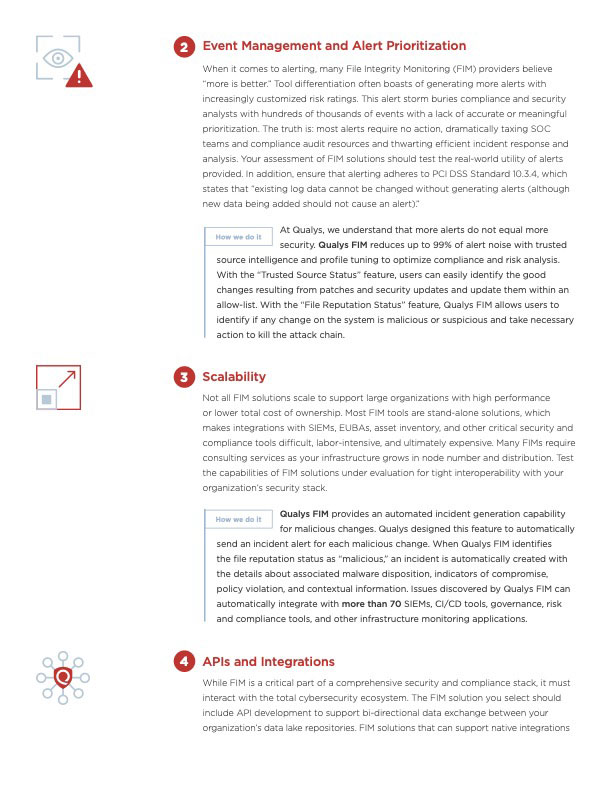 2 Event Management and Alert Prioritization
When it comes to alerting, many File Integrity Monitoring (FIM) providers believe
“more is better.” Tool differentiation often boasts of generating more alerts with
increasingly customized risk ratings. This alert storm buries compliance and security
analysts with hundreds of thousands of events with a lack of accurate or meaningful
prioritization. The truth is: most alerts require no action, dramatically taxing SOC
teams and compliance audit resources and thwarting efficient incident response and
analysis. Your assessment of FIM solutions should test the real-world utility of alerts
provided. In addition, ensure that alerting adheres to PCI DSS Standard 10.3.4, which
states that “existing log data cannot be changed without generating alerts (although
new data being added should not cause an alert).”
How we do it
At Qualys, we understand that more alerts do not equal more
security. Qualys FIM reduces up to 99% of alert noise with trusted
source intelligence and profile tuning to optimize compliance and risk analysis.
With the “Trusted Source Status” feature, users can easily identify the good
changes resulting from patches and security updates and update them within an
allow-list. With the “File Reputation Status” feature, Qualys FIM allows users to
identify if any change on the system is malicious or suspicious and take necessary
action to kill the attack chain.
3 Scalability
Not all FIM solutions scale to support large organizations with high performance
or lower total cost of ownership. Most FIM tools are stand-alone solutions, which
makes integrations with SIEMs, EUBAs, asset inventory, and other critical security and
compliance tools difficult, labor-intensive, and ultimately expensive. Many FIMs require
consulting services as your infrastructure grows in node number and distribution. Test
the capabilities of FIM solutions under evaluation for tight interoperability with your
organization’s security stack.
How we do it
Qualys FIM provides an automated incident generation capability
for malicious changes. Qualys designed this feature to automatically
send an incident alert for each malicious change. When Qualys FIM identifies
the file reputation status as “malicious,” an incident is automatically created with
the details about associated malware disposition, indicators of compromise,
policy violation, and contextual information. Issues discovered by Qualys FIM can
automatically integrate with more than 70 SIEMs, CI/CD tools, governance, risk
and compliance tools, and other infrastructure monitoring applications.
4 APIs and Integrations
While FIM is a critical part of a comprehensive security and compliance stack, it must
interact with the total cybersecurity ecosystem. The FIM solution you select should
include API development to support bi-directional data exchange between your
organization’s data lake repositories. FIM solutions that can support native integrations